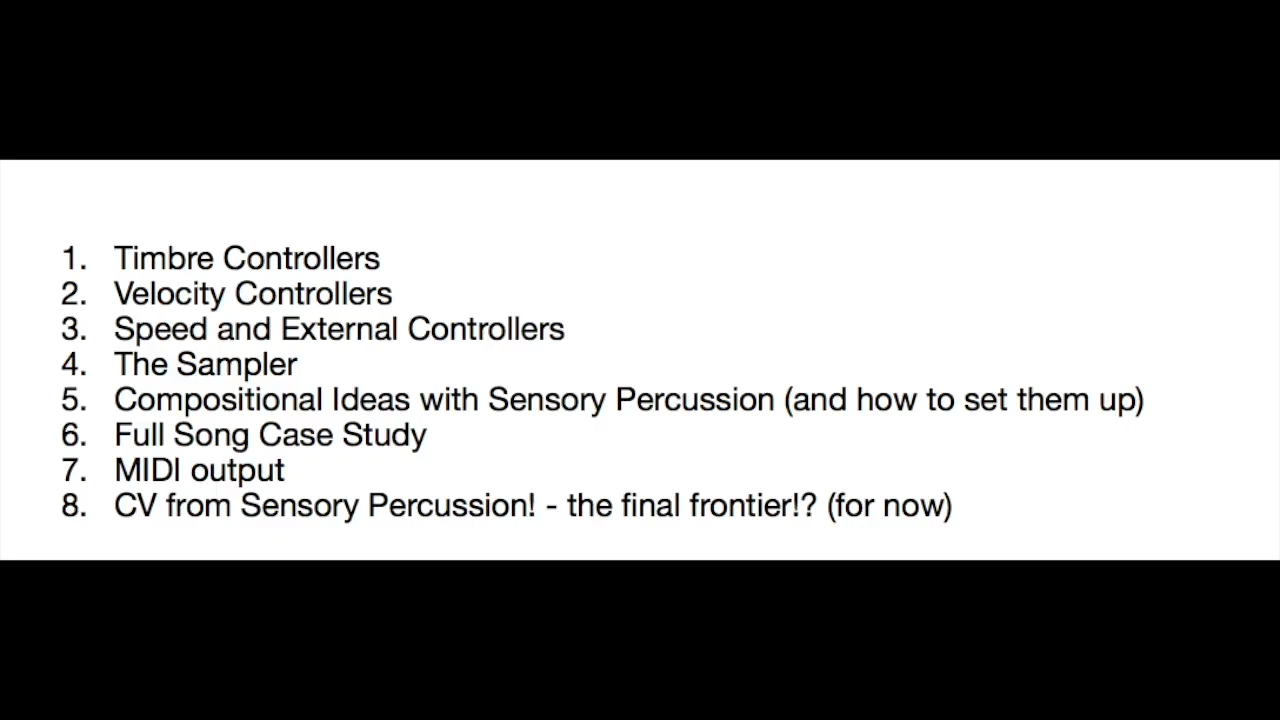 1. Timbre Controllers
2. Velocity Controllers
3. Speed and External Controllers
4. The Sampler
5. Compositional Ideas with Sensory Percussion (and how to set them up)
6. Full Song Case Study
7. MIDI output
8. CV from Sensory Percussion! - the final frontier!? (for now)